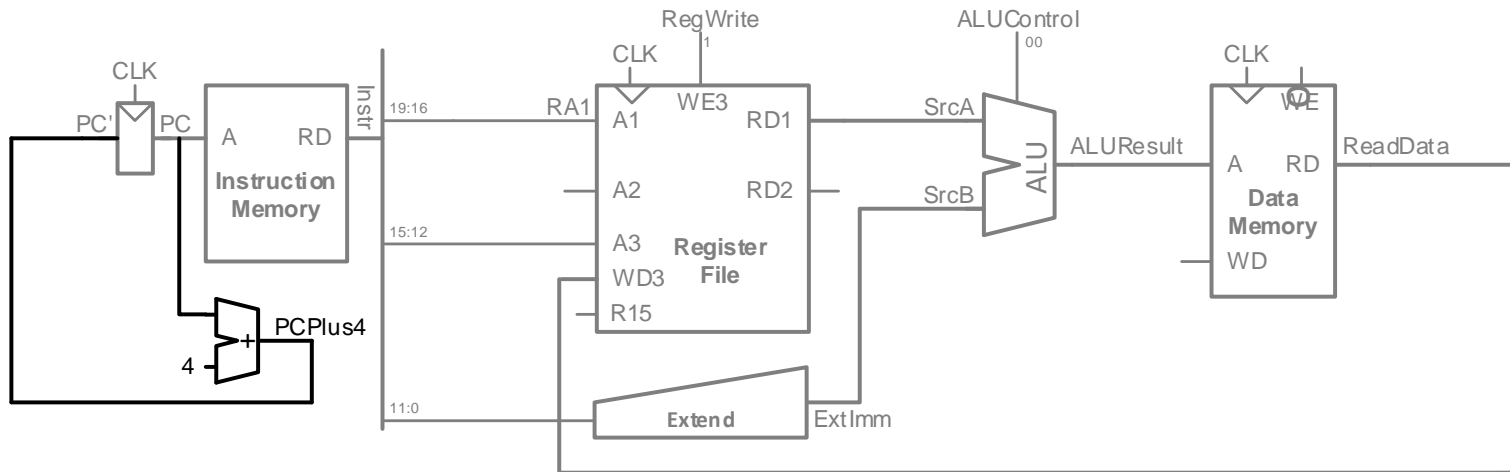 RegWrite
1
ALUControl
00
CLK
CLK
CLK
PC'
PC
A
RD
Instruction
Memory
Instr
19:16
RA1
A1
WE3
RD1
SrcA
A2
RD2
15:12
A3
Register
File
WD3
R15
SrcB
ALU
ALUResult
WE
A
RD
Data
Memory
WD
ReadData
PCPlus4
+
4
11:0
Extend
ExtImm